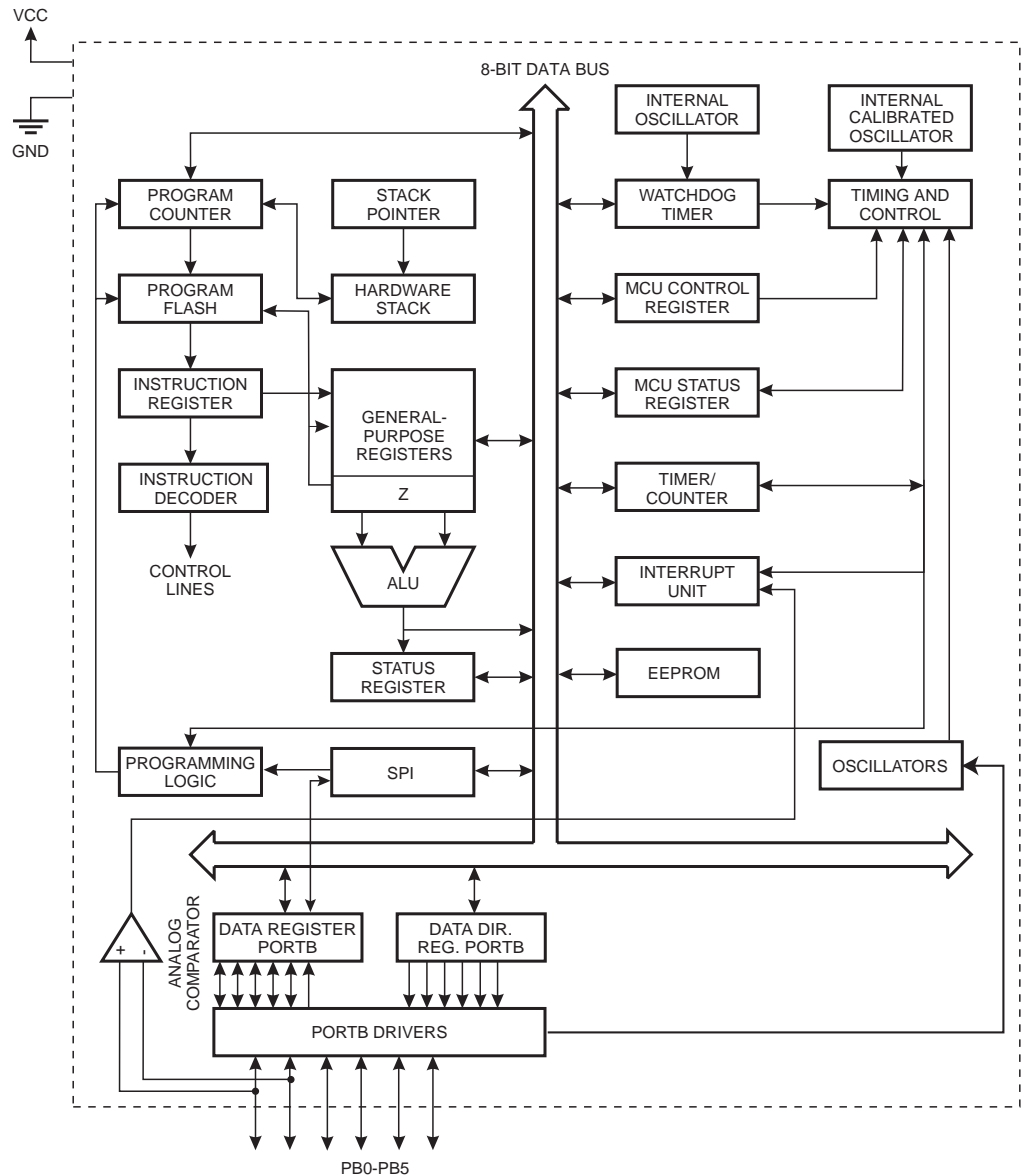 VCC
GND
8-BIT DATA BUS
INTERNAL
OSCILLATOR
INTERNAL
CALIBRATED
OSCILLATOR
PROGRAM
COUNTER
STACK
POINTER
WATCHDOG
TIMER
TIMING AND
CONTROL
PROGRAM
FLASH
HARDWARE
STACK
MCU CONTROL
REGISTER
INSTRUCTION
REGISTER
GENERAL-
PURPOSE
REGISTERS
Z
MCU STATUS
REGISTER
INSTRUCTION
DECODER
TIMER/
COUNTER
CONTROL
LINES
ALU
INTERRUPT
UNIT
STATUS
REGISTER
EEPROM
PROGRAMMING
LOGIC
SPI
OSCILLATORS
ANALOG
COMPARATOR
+ -
DATA REGISTER
PORTB
DATA DIR.
REG. PORTB
PORTB DRIVERS
PB0-PB5